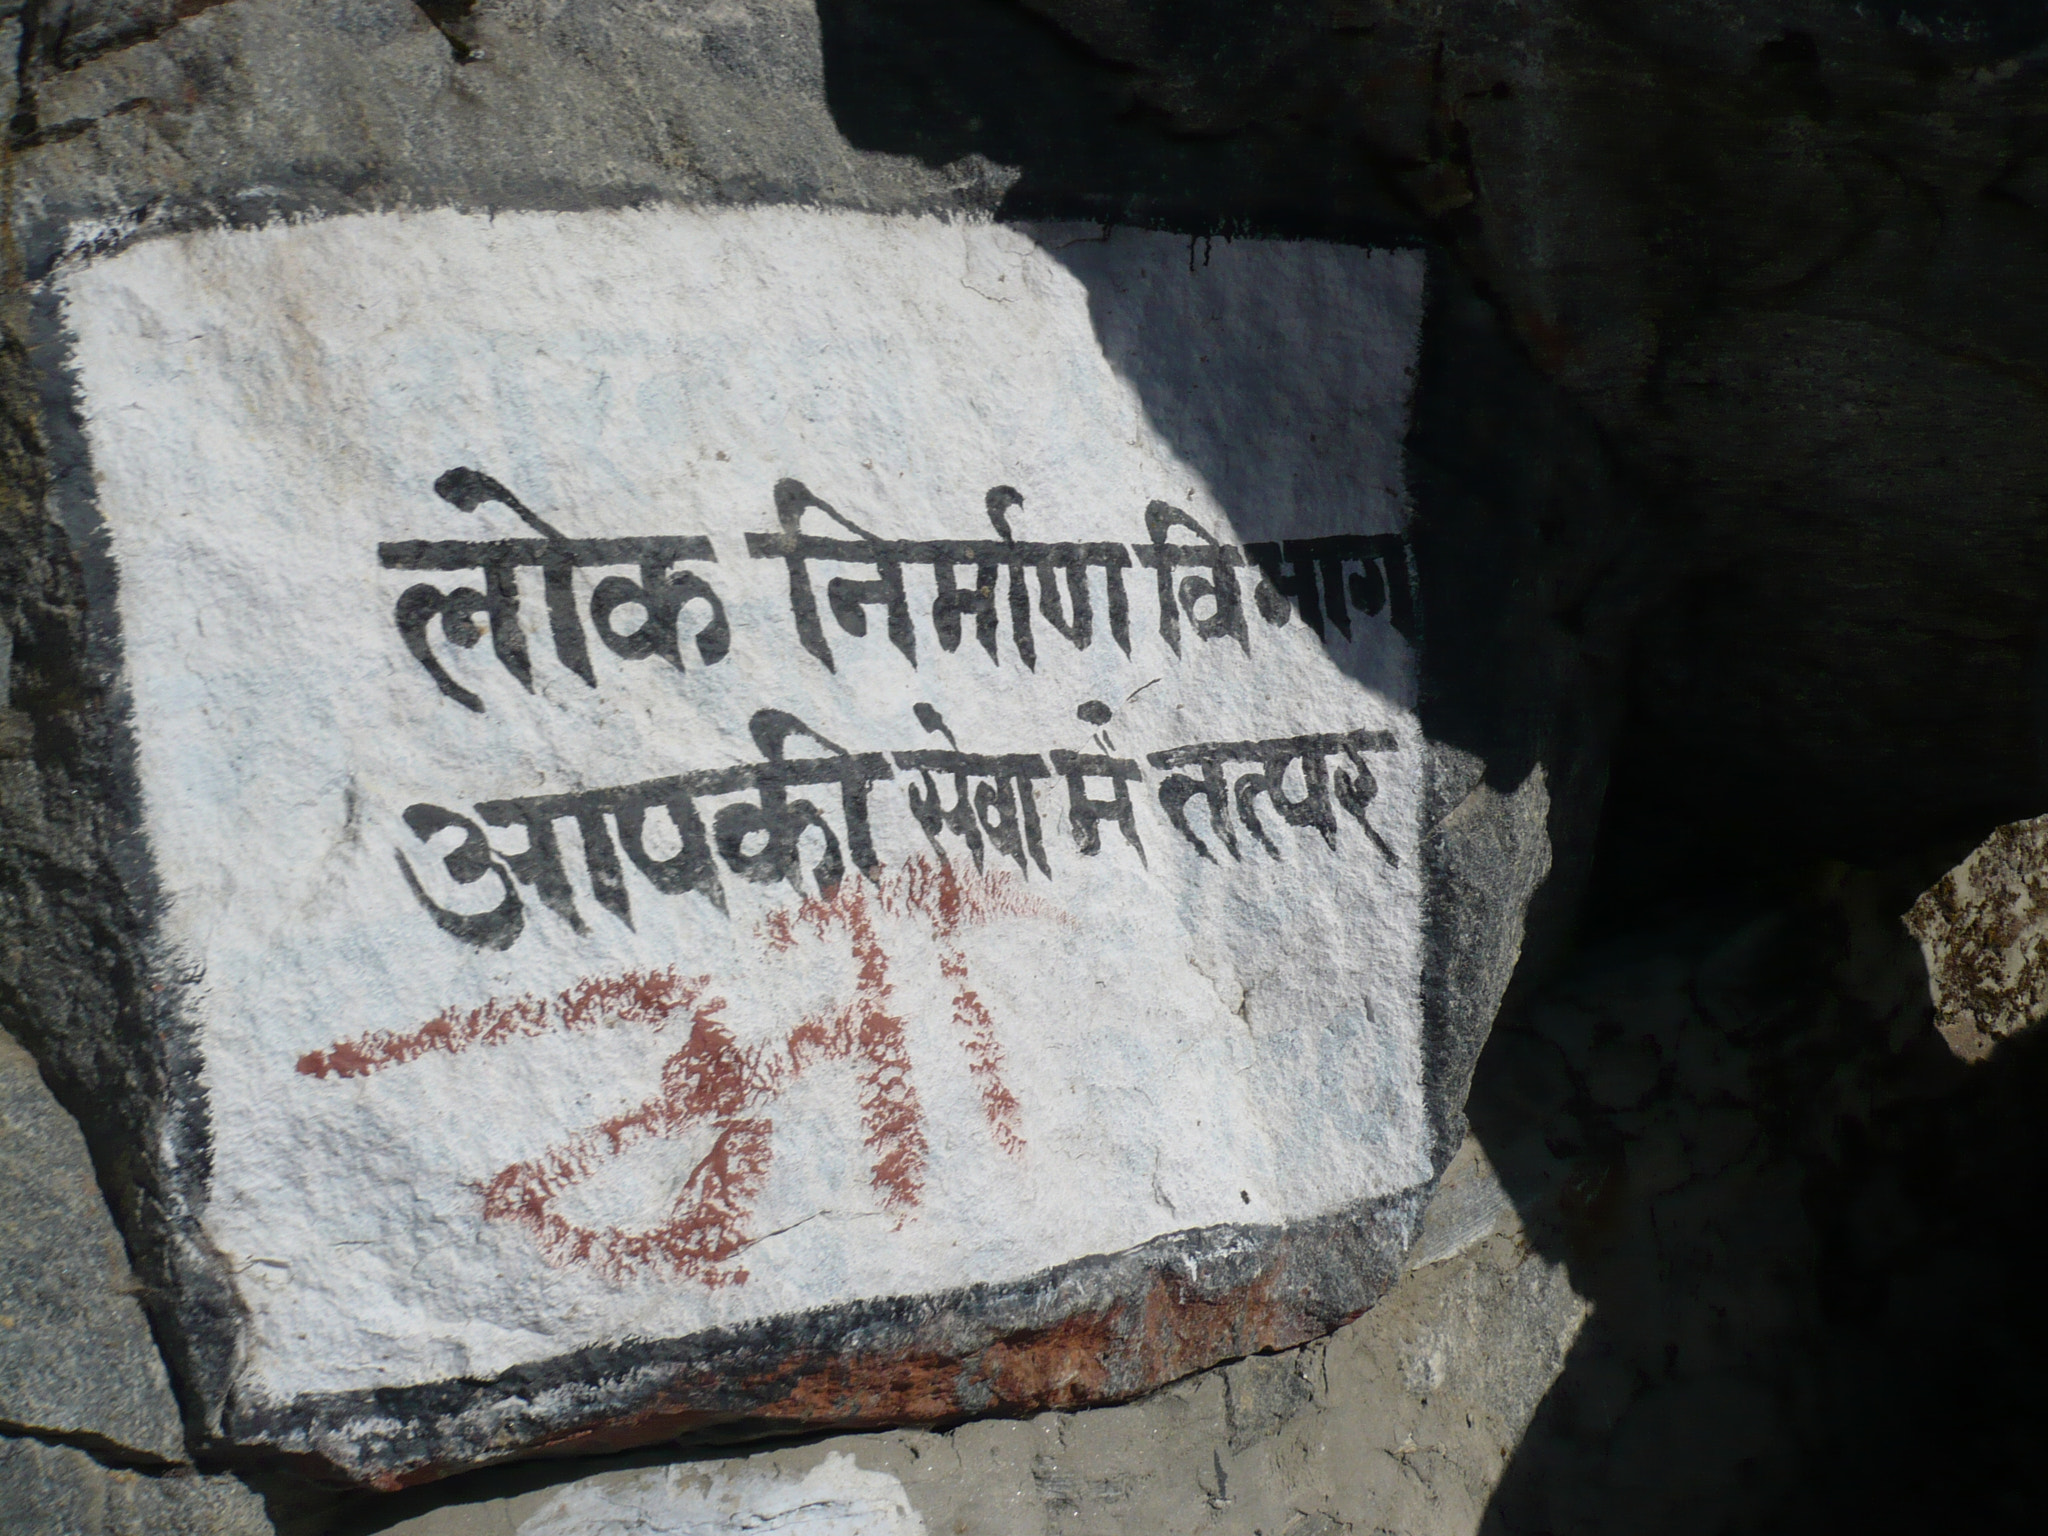 लोक निर्माण विभाग
आपकी सेवा में तत्पर